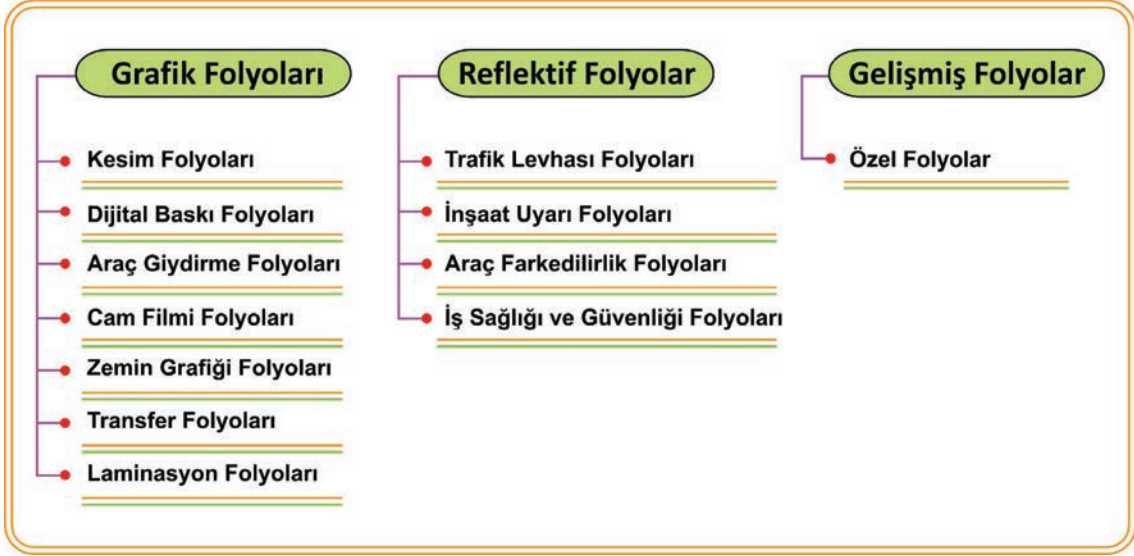 Grafik Folyoları
Kesim Folyoları
Dijital Baskı Folyoları
Araç Giydirme Folyoları
Cam Filmi Folyoları
Zemin Grafiği Folyoları
Transfer Folyoları
Laminasyon Folyoları
Reflektif Folyolar
Trafik Levhası Folyoları
İnşaat Uyarı Folyoları
Araç Farkedilirlik Folyoları
İş Sağlığı ve Güvenliği Folyoları
Gelişmiş Folyolar
Özel Folyolar